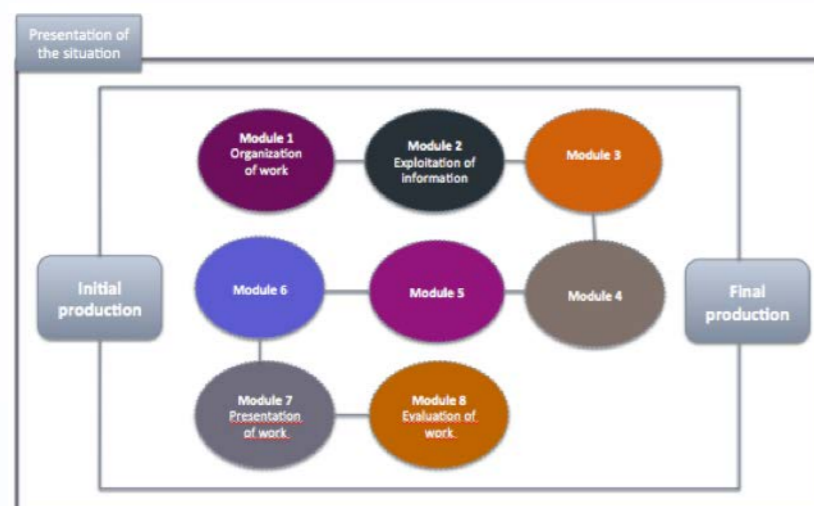 Presentation of
the situation
Module 1
Organization
of work
Module 2
Exploitation of
information
Module 3
Initial
production
Module 6
Module 5
Module 4
Final
production
Module 7
Presentation
of work
Module 8
Evaluation of
work